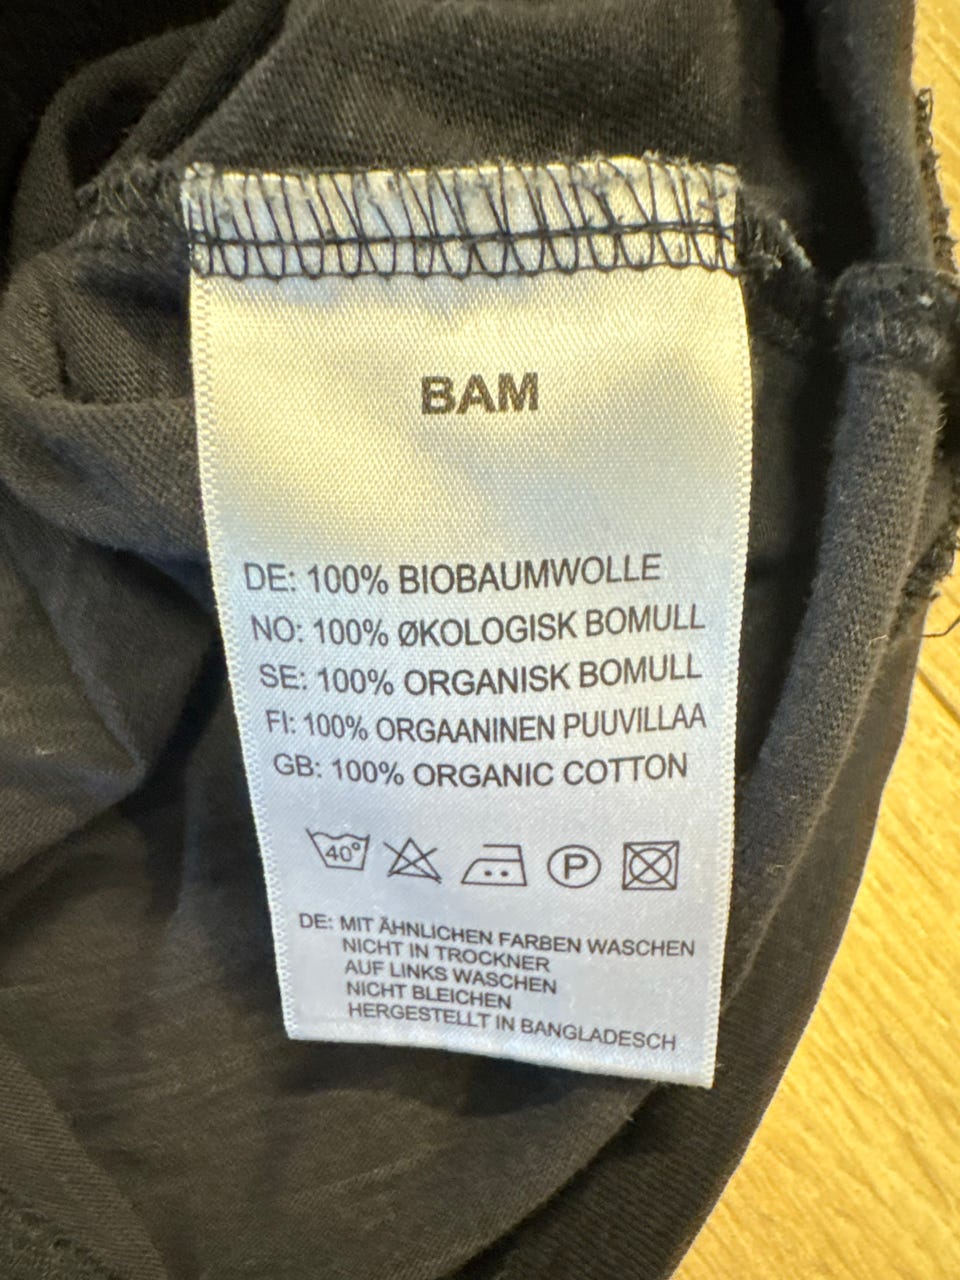 BAM
DE: 100% BIOBAUMWOLLE
NO: 100% ØKOLOGISK BOMULL
SE: 100% ORGANISK BOMULL
FI: 100% ORGAANINEN PUUVILLAA
GB: 100% ORGANIC COTTON
40° P
DE: MIT ÄHNLICHEN FARBEN WASCHEN
NICHT IN TROCKNER
AUF LINKS WASCHEN
NICHT BLEICHEN
HERGESTELLT IN BANGLADESCH